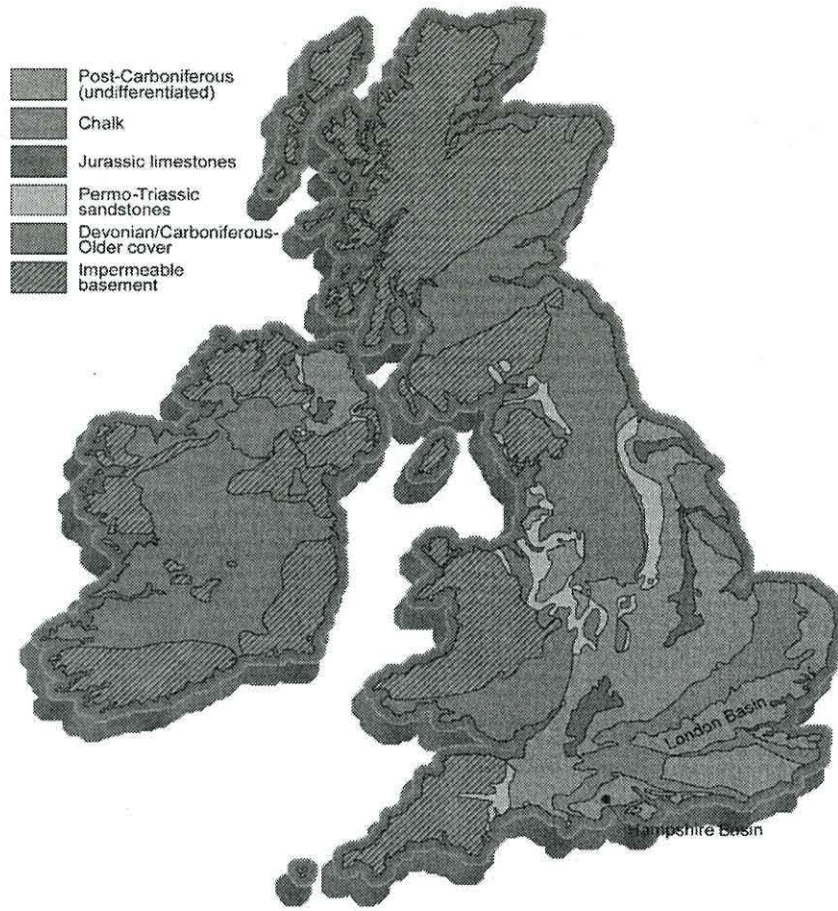 Post-Carboniferous
(undifferentiated)
Chalk
Jurassic limestones
Permo-Triassic
sandstones
Devonian/Carboniferous-
Older cover
Impermeable
basement
London Basin
Hampshire Basin